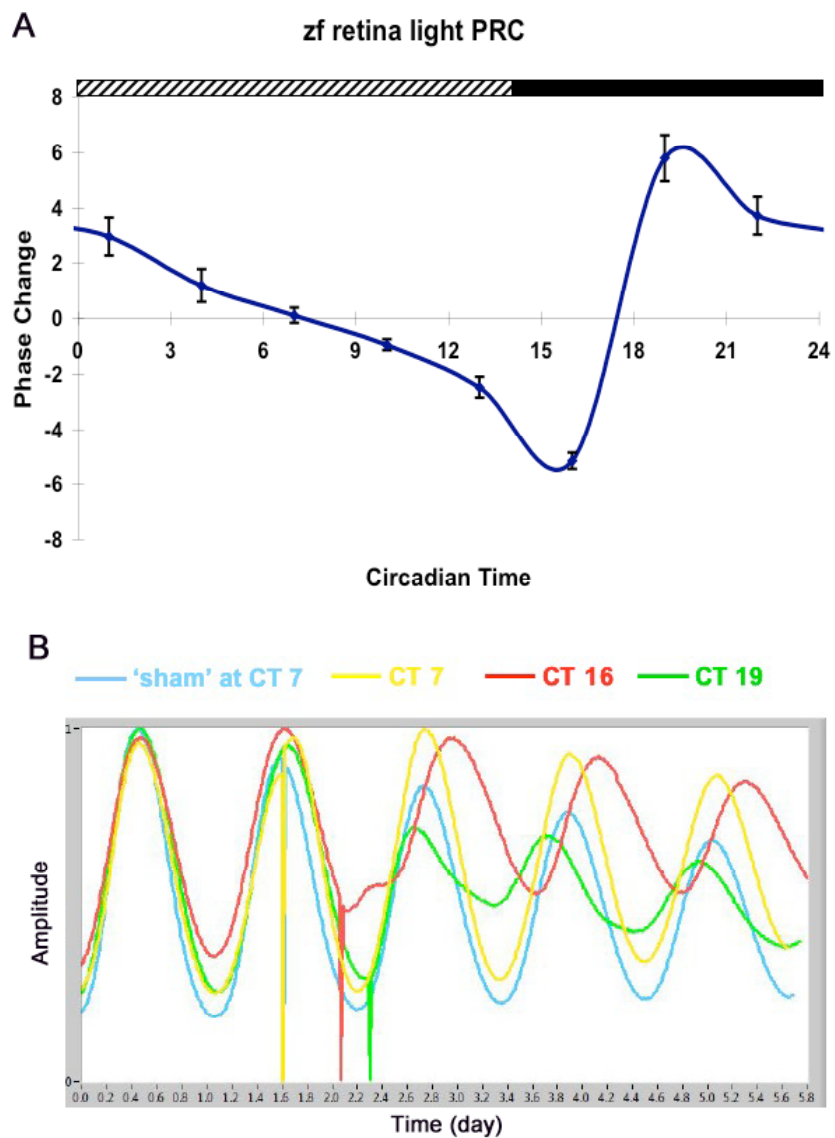 A
zf retina light PRC
8
6
4
2
0
-2
-4
-6
-8
Phase Change
0 3 6 9 12 15 18 21 24
Circadian Time
B
'sham' at CT 7 CT 7 CT 16 CT 19
1
0
Amplitude
0.0 0.2 0.4 0.6 0.8 1.0 1.2 1.4 1.6 1.8 2.0 2.2 2.4 2.6 2.8 3.0 3.2 3.4 3.6 3.8 4.0 4.2 4.4 4.6 4.8 5.0 5.2 5.4 5.6 5.8
Time (day)